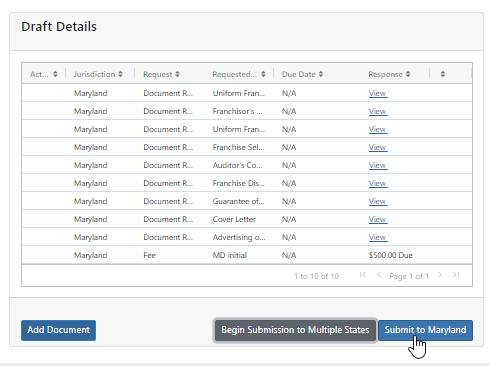 Draft Details
Act... Jurisdiction Request Requested... Due Date Response
Maryland Document R... Uniform Fran... N/A View
Maryland Document R... Franchisor's ... N/A View
Maryland Document R... Uniform Fran... N/A View
Maryland Document R... Franchise Sel... N/A View
Maryland Document R... Auditor's Co... N/A View
Maryland Document R... Franchise Dis... N/A View
Maryland Document R... Guarantee of... N/A View
Maryland Document R... Cover Letter N/A View
Maryland Document R... Advertising o... N/A View
Maryland Fee MD initial N/A $500.00 Due
1 to 10 of 10 Page 1 of 1
Add Document Begin Submission to Multiple States Submit to Maryland